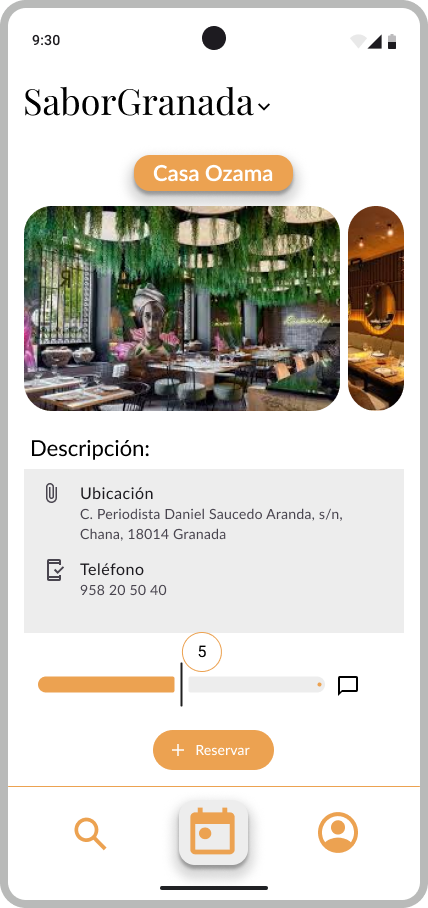 9:30
SaborGranada
Casa Ozama
Descripción:
Ubicación
C. Periodista Daniel Saucedo Aranda, s/n,
Chana, 18014 Granada
Teléfono
958 20 50 40
5
+ Reservar